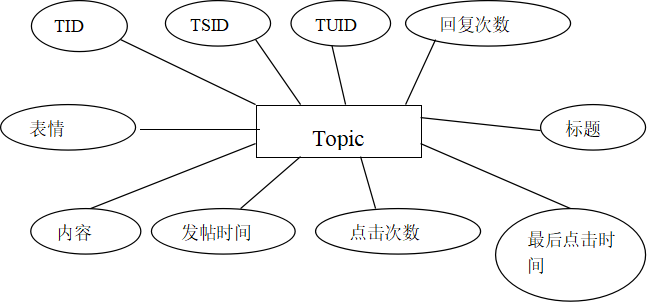 TID
TSID
TUID
回复次数
表情
Topic
标题
内容
发帖时间
点击次数
最后点击时
间